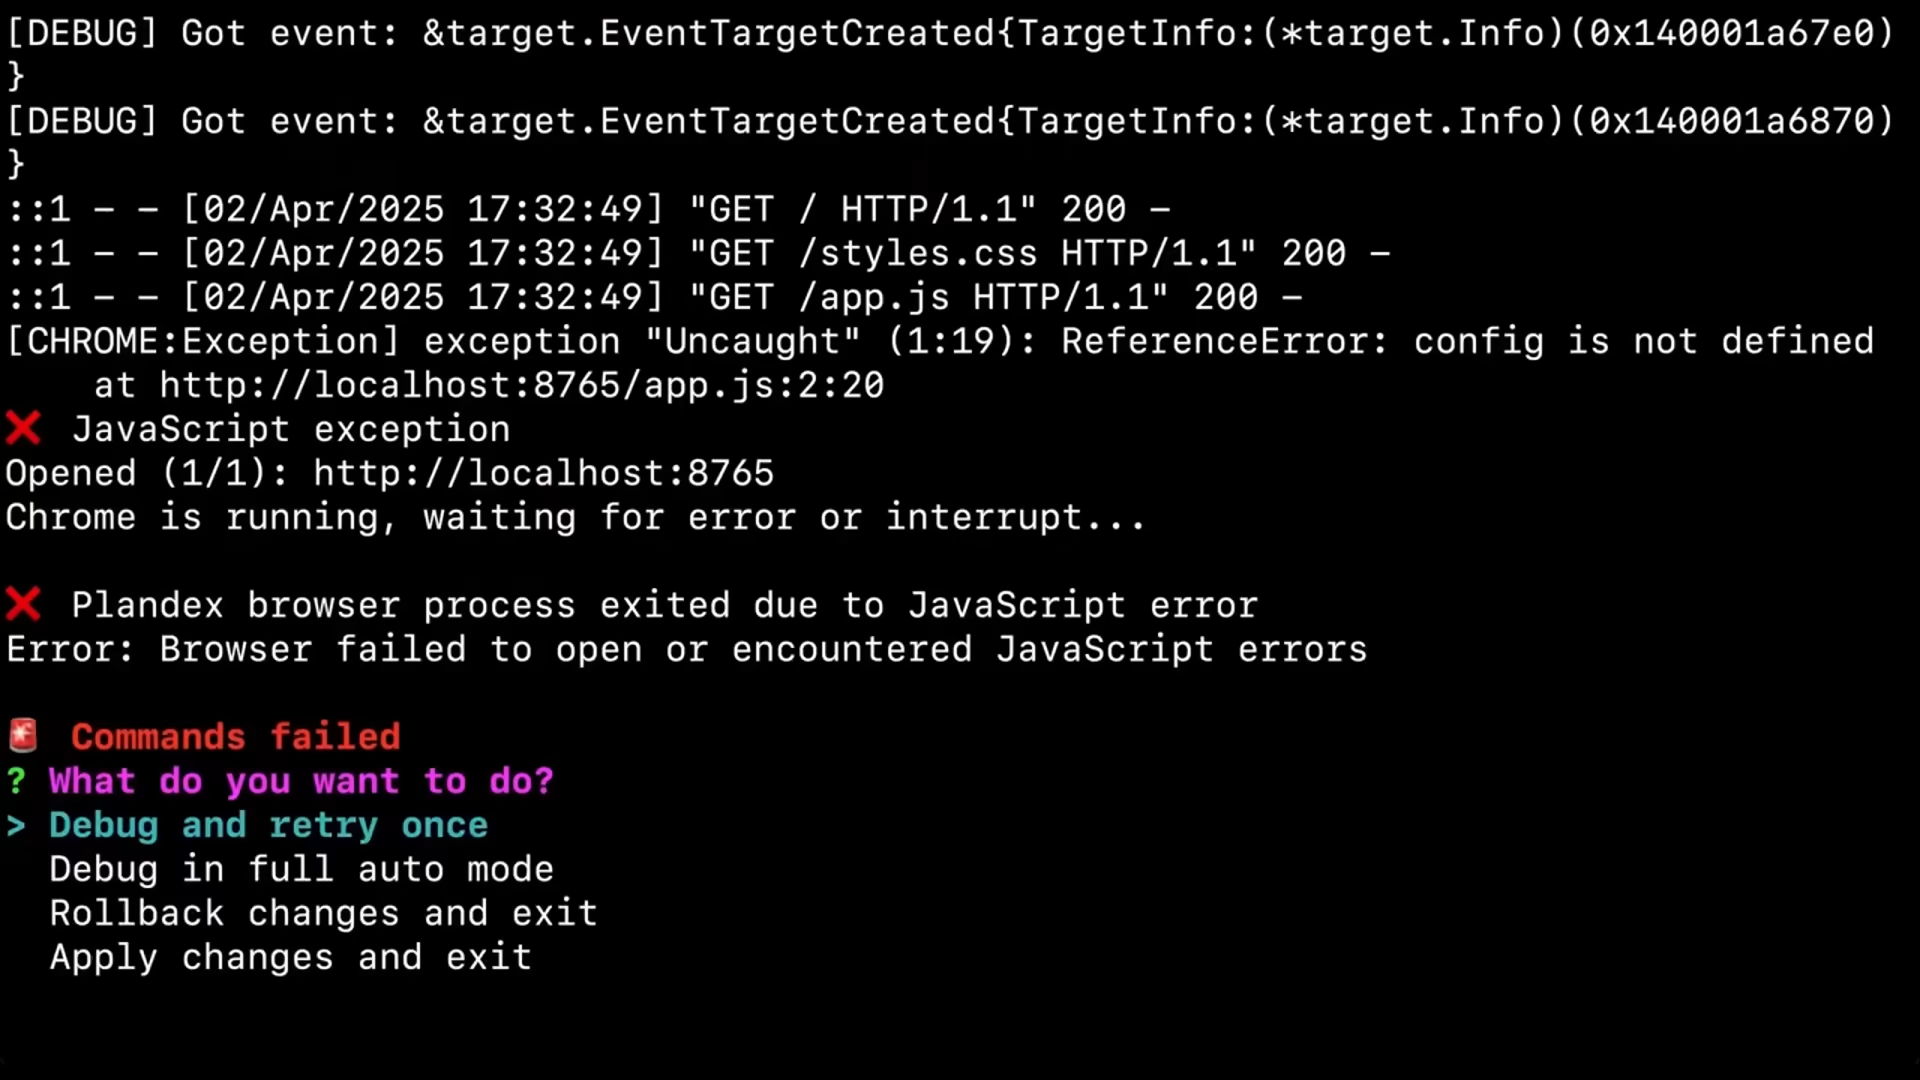 [DEBUG] Got event: &target.EventTargetCreated{TargetInfo:(*target.Info)(0x140001a67e0)
}
[DEBUG] Got event: &target.EventTargetCreated{TargetInfo:(*target.Info)(0x140001a6870)
}
::1 - - [02/Apr/2025 17:32:49] "GET / HTTP/1.1" 200 -
::1 - - [02/Apr/2025 17:32:49] "GET /styles.css HTTP/1.1" 200 -
::1 - - [02/Apr/2025 17:32:49] "GET /app.js HTTP/1.1" 200 -
[CHROME:Exception] exception "Uncaught" (1:19): ReferenceError: config is not defined
    at http://localhost:8765/app.js:2:20
❌ JavaScript exception
Opened (1/1): http://localhost:8765
Chrome is running, waiting for error or interrupt...
❌ Plandex browser process exited due to JavaScript error
Error: Browser failed to open or encountered JavaScript errors
🚨 Commands failed
? What do you want to do?
> Debug and retry once
  Debug in full auto mode
  Rollback changes and exit
  Apply changes and exit